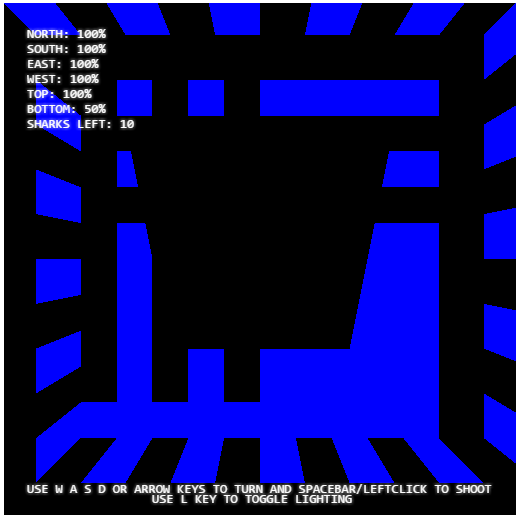 NORTH: 100%
SOUTH: 100%
EAST: 100%
WEST: 100%
TOP: 100%
BOTTOM: 50%
SHARKS LEFT: 10
USE W A S D OR ARROW KEYS TO TURN AND SPACEBAR/LEFTCLICK TO SHOOT
USE L KEY TO TOGGLE LIGHTING